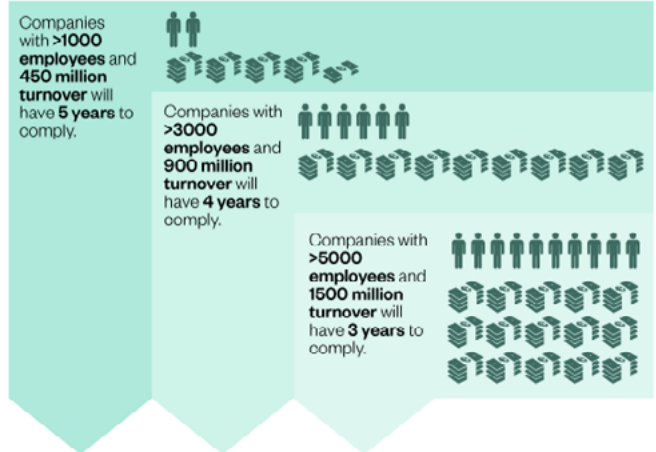 Companies
with >1000
employees and
450 million
turnover will
have 5 years to
comply.
Companies with
>3000
employees and
900 million
turnover will
have 4 years to
comply.
Companies with
>5000
employees and
1500 million
turnover will
have 3 years to
comply.